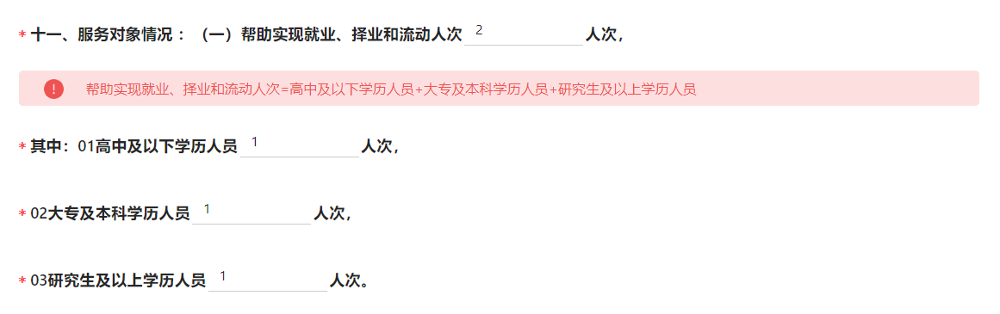 * 十一、服务对象情况：（一）帮助实现就业、择业和流动人次 2 人次，
! 帮助实现就业、择业和流动人次=高中及以下学历人员+大专及本科学历人员+研究生及以上学历人员
* 其中：01高中及以下学历人员 1 人次，
* 02大专及本科学历人员 1 人次，
* 03研究生及以上学历人员 1 人次。